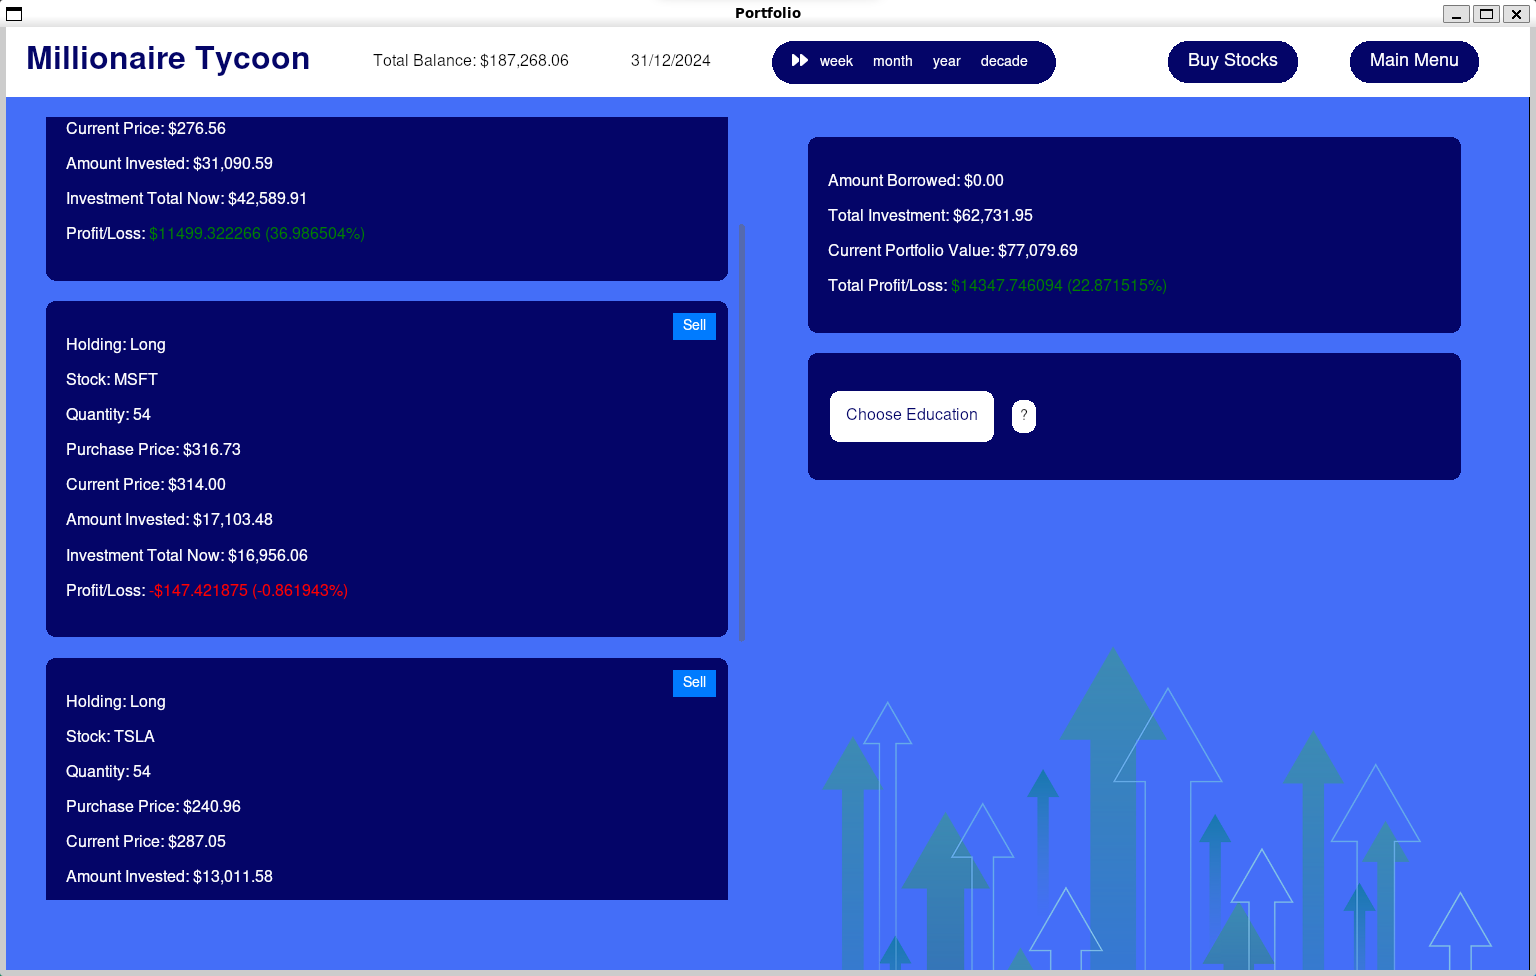 Portfolio
Millionaire Tycoon
Total Balance: $187,268.06
31/12/2024
week month year decade
Buy Stocks
Main Menu
Current Price: $276.56
Amount Invested: $31,090.59
Investment Total Now: $42,589.91
Profit/Loss: $11499.322266 (36.986504%)
Sell
Holding: Long
Stock: MSFT
Quantity: 54
Purchase Price: $316.73
Current Price: $314.00
Amount Invested: $17,103.48
Investment Total Now: $16,956.06
Profit/Loss: -$147.421875 (-0.861943%)
Sell
Holding: Long
Stock: TSLA
Quantity: 54
Purchase Price: $240.96
Current Price: $287.05
Amount Invested: $13,011.58
Amount Borrowed: $0.00
Total Investment: $62,731.95
Current Portfolio Value: $77,079.69
Total Profit/Loss: $14347.746094 (22.871515%)
Choose Education
?